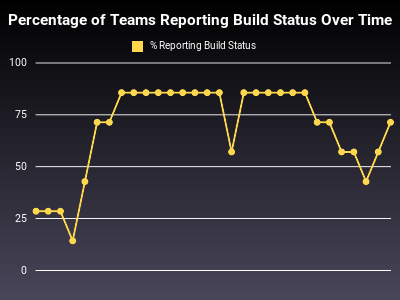 Percentage of Teams Reporting Build Status Over Time
% Reporting Build Status
100
75
50
25
0